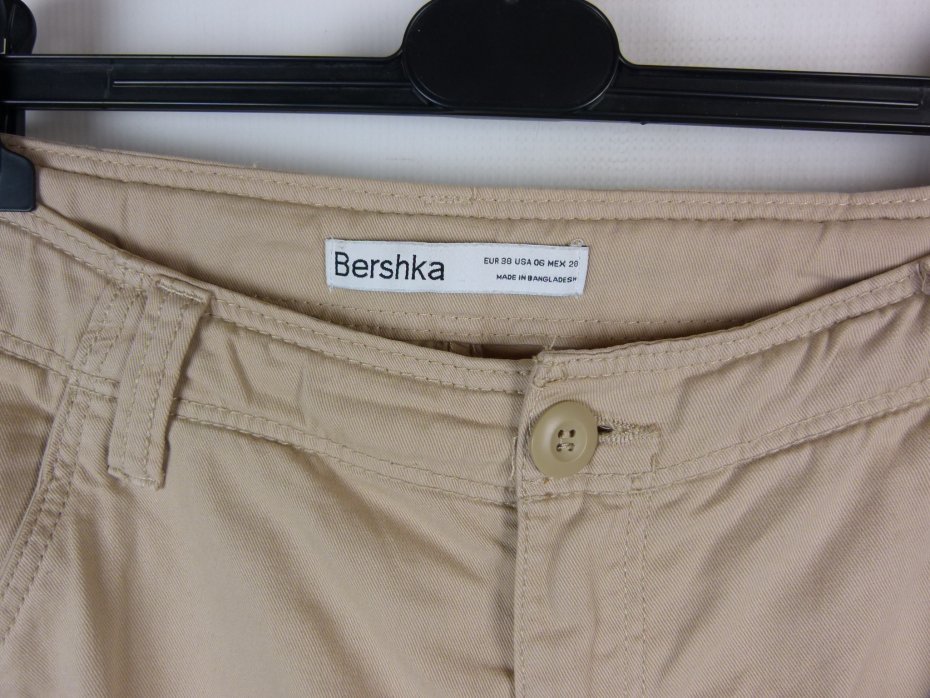 Bershka
EUR 38 USA 06 MEX 28
MADE IN BANGLADESH